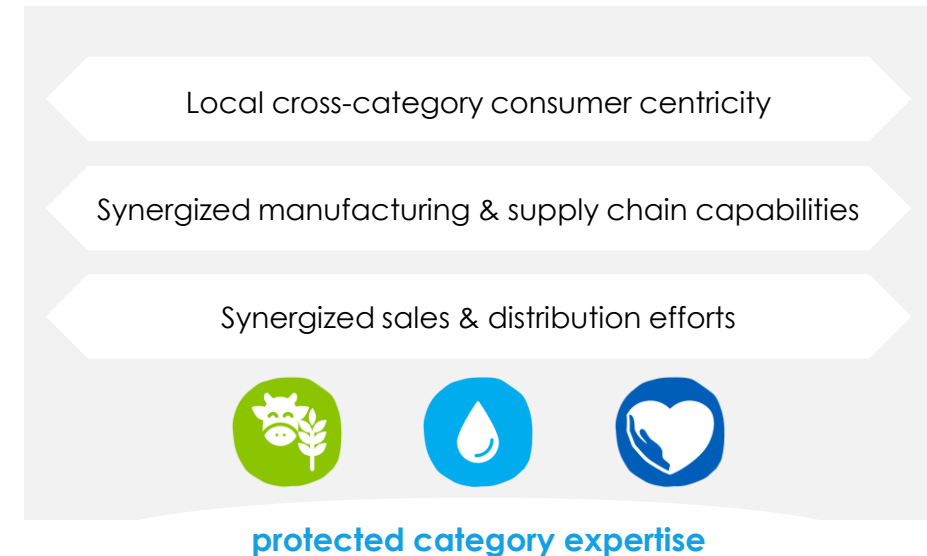 Local cross-category consumer centricity
Synergized manufacturing & supply chain capabilities
Synergized sales & distribution efforts
protected category expertise